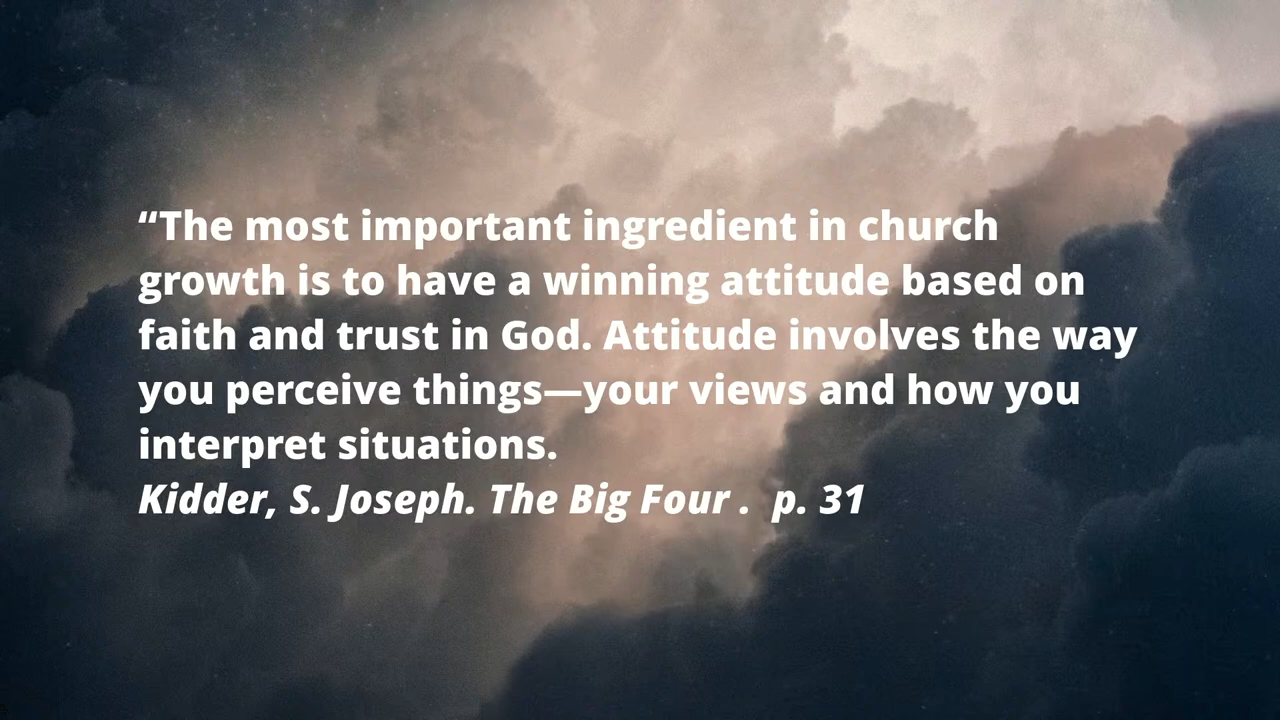 “The most important ingredient in church
growth is to have a winning attitude based on
faith and trust in God. Attitude involves the way
you perceive things—your views and how you
interpret situations.
Kidder, S. Joseph. The Big Four .  p. 31